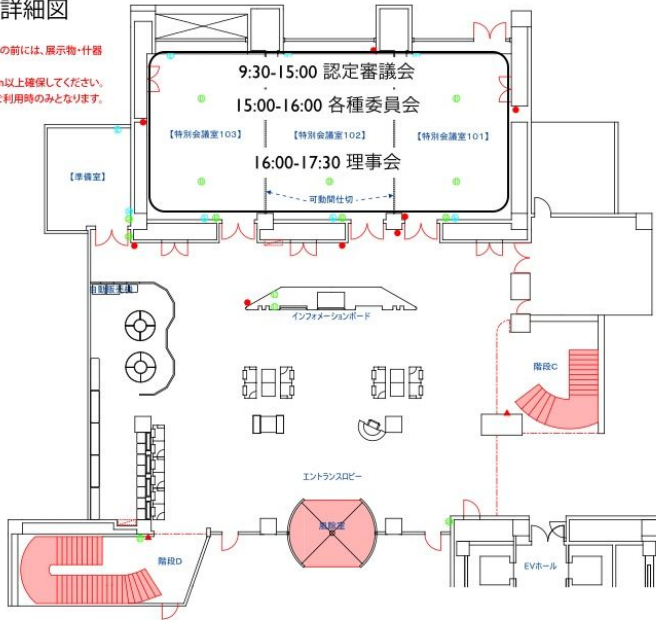 詳細図
の前には、展示物・什器
以上確保してください。
利用時のみとなります。
9:30-15:00 認定審議会
15:00-16:00 各種委員会
【特別会議室103】
【特別会議室102】
【特別会議室101】
16:00-17:30 理事会
【準備室】
可動間仕切
自動販売機
インフォメーションボード
階段C
エントランスロビー
風除室
階段D
EVホール